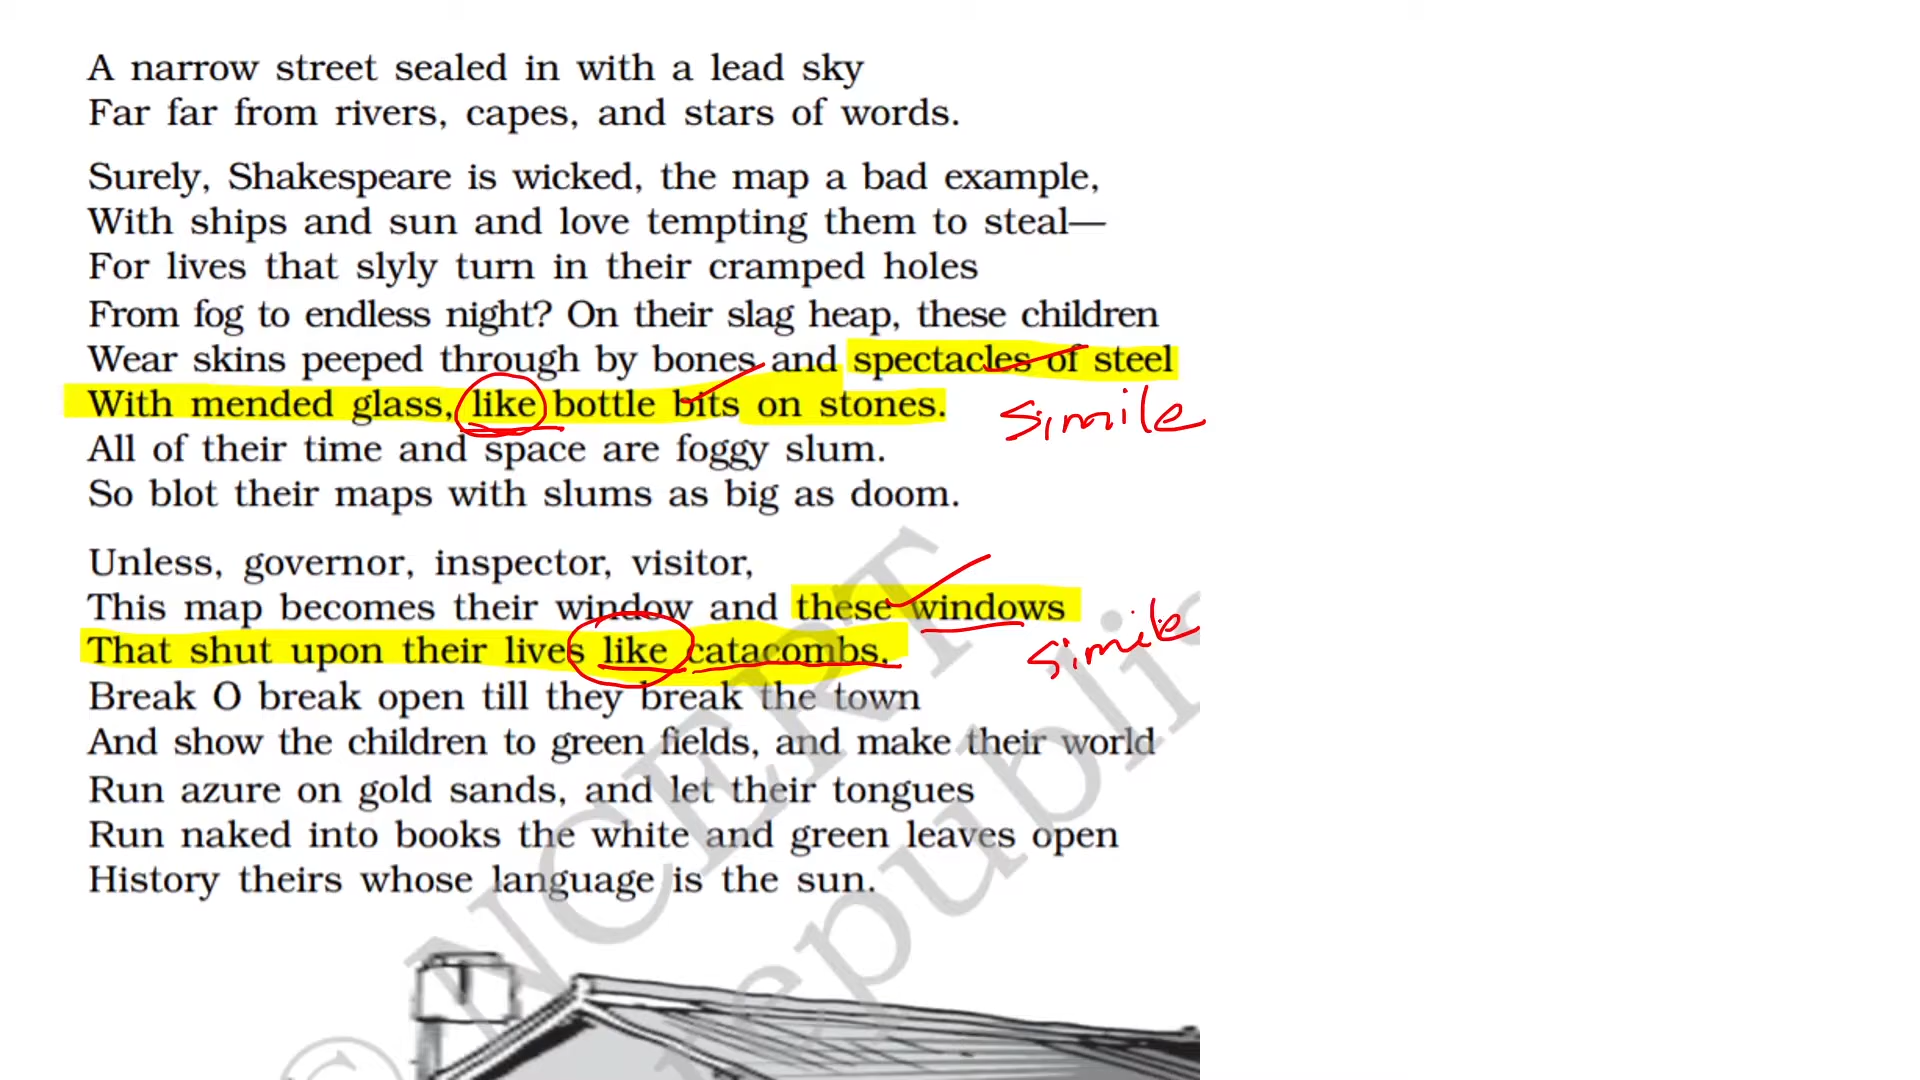 A narrow street sealed in with a lead sky
Far far from rivers, capes, and stars of words.
Surely, Shakespeare is wicked, the map a bad example,
With ships and sun and love tempting them to steal—
For lives that slyly turn in their cramped holes
From fog to endless night? On their slag heap, these children
Wear skins peeped through by bones and spectacles of steel
With mended glass, like bottle bits on stones.
Simile
All of their time and space are foggy slum.
So blot their maps with slums as big as doom.
Unless, governor, inspector, visitor,
This map becomes their window and these windows
That shut upon their lives like catacombs,
Simile
Break O break open till they break the town
And show the children to green fields, and make their world
Run azure on gold sands, and let their tongues
Run naked into books the white and green leaves open
History theirs whose language is the sun.
© NCERT
republis